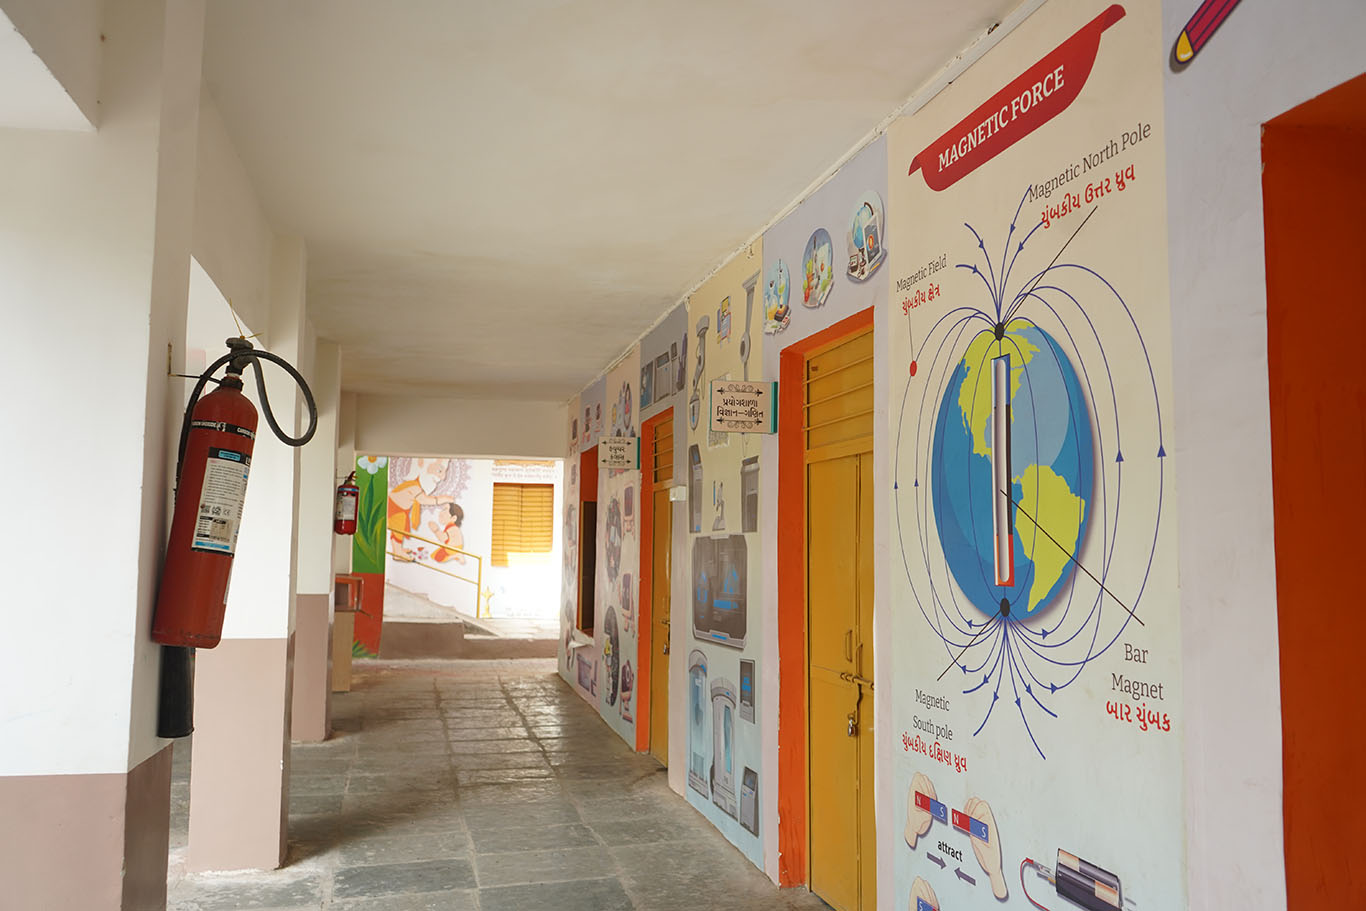 MAGNETIC FORCE
Magnetic North Pole
ચુંબકીય ઉત્તર ધ્રુવ
Magnetic Field
ચુંબકીય ક્ષેત્ર
પ્રયોગશાળા
વિજ્ઞાન–ગણિત
Bar
Magnet
બાર ચુંબક
Magnetic
South pole
ચુંબકીય દક્ષિણ ધ્રુવ
N S
N S
attract
N S